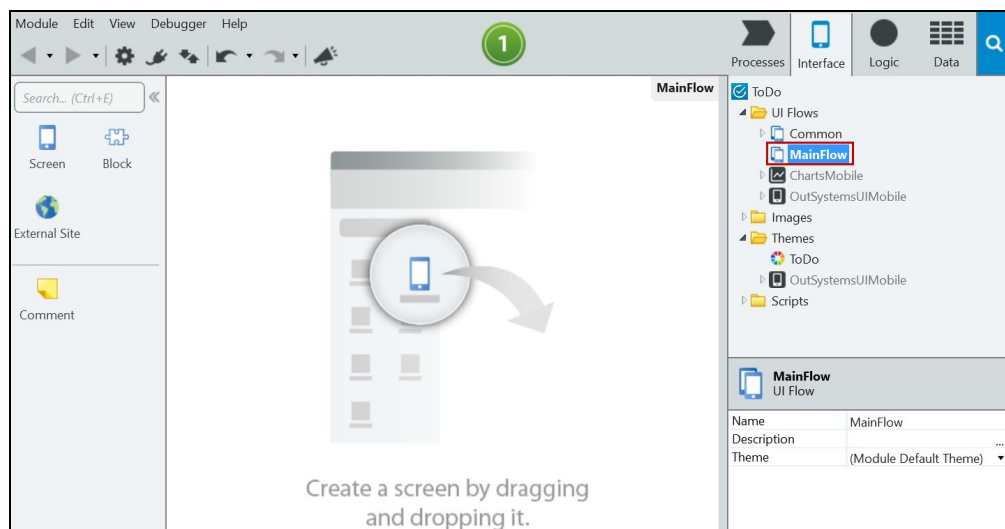 Module Edit View Debugger Help
1
Processes Interface Logic Data
Search... (Ctrl+E)
Screen Block
External Site
Comment
MainFlow
Create a screen by dragging
and dropping it.
ToDo
UI Flows
Common
MainFlow
ChartsMobile
OutSystemsUIMobile
Images
Themes
ToDo
OutSystemsUIMobile
Scripts
MainFlow
UI Flow
Name MainFlow
Description ...
Theme (Module Default Theme)